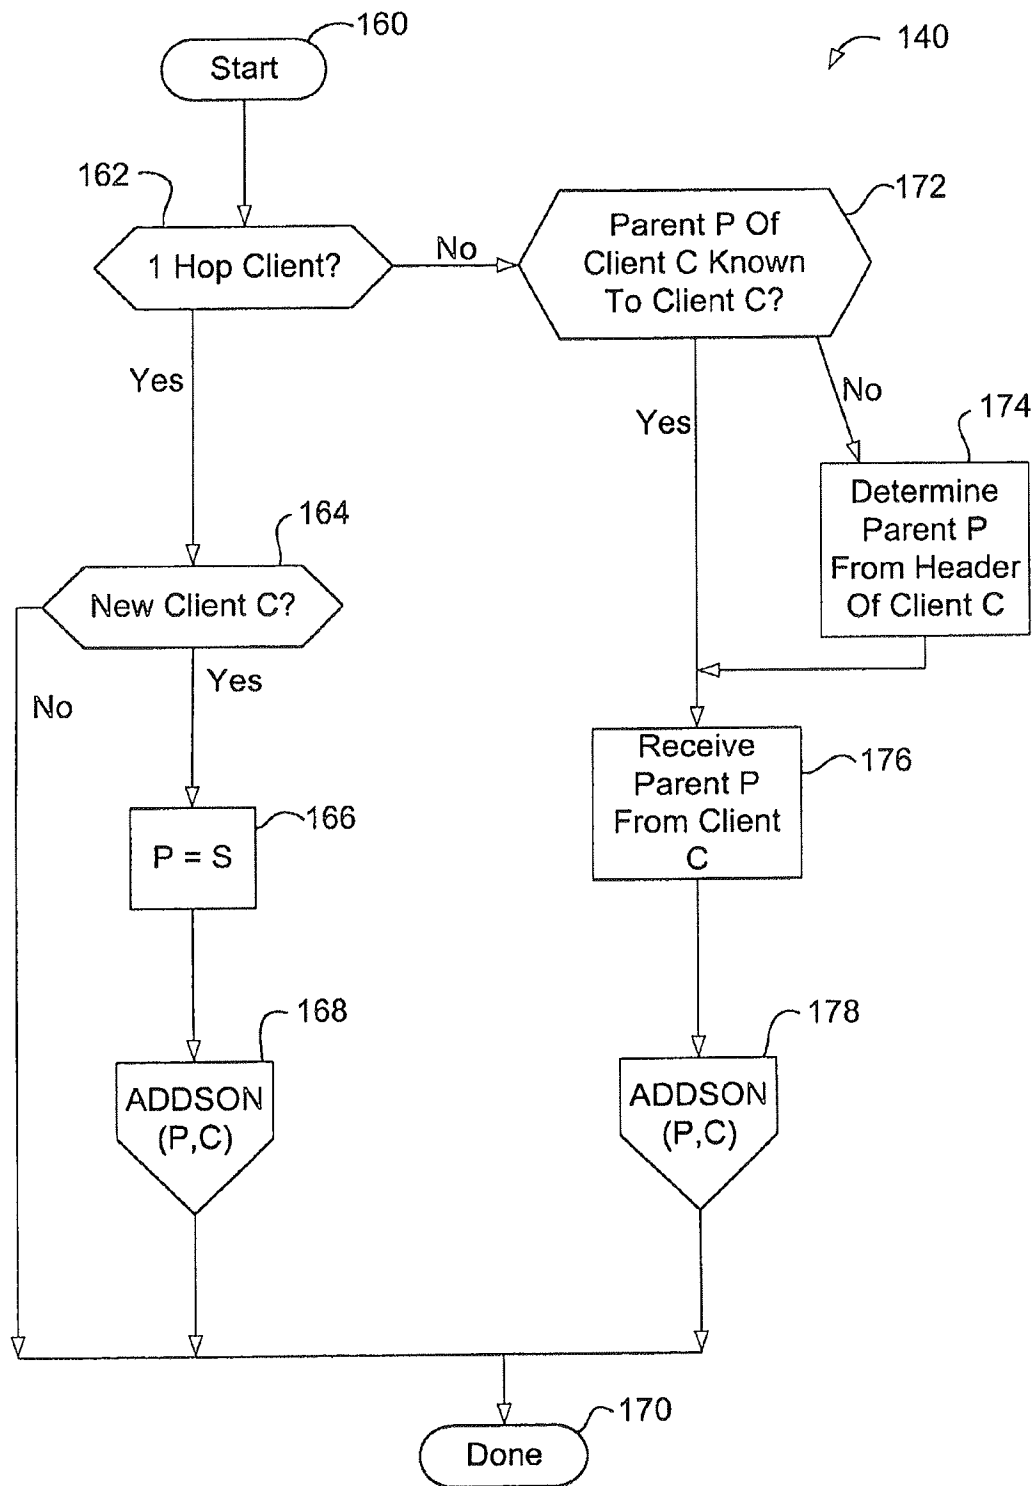 160
Start
140
162
1 Hop Client?
No
172
Parent P Of
Client C Known
To Client C?
Yes
No
Yes
174
Determine
Parent P
From Header
Of Client C
164
New Client C?
Yes
No
Receive
Parent P
From Client
C
176
166
P = S
168
ADDSON
(P,C)
178
ADDSON
(P,C)
170
Done